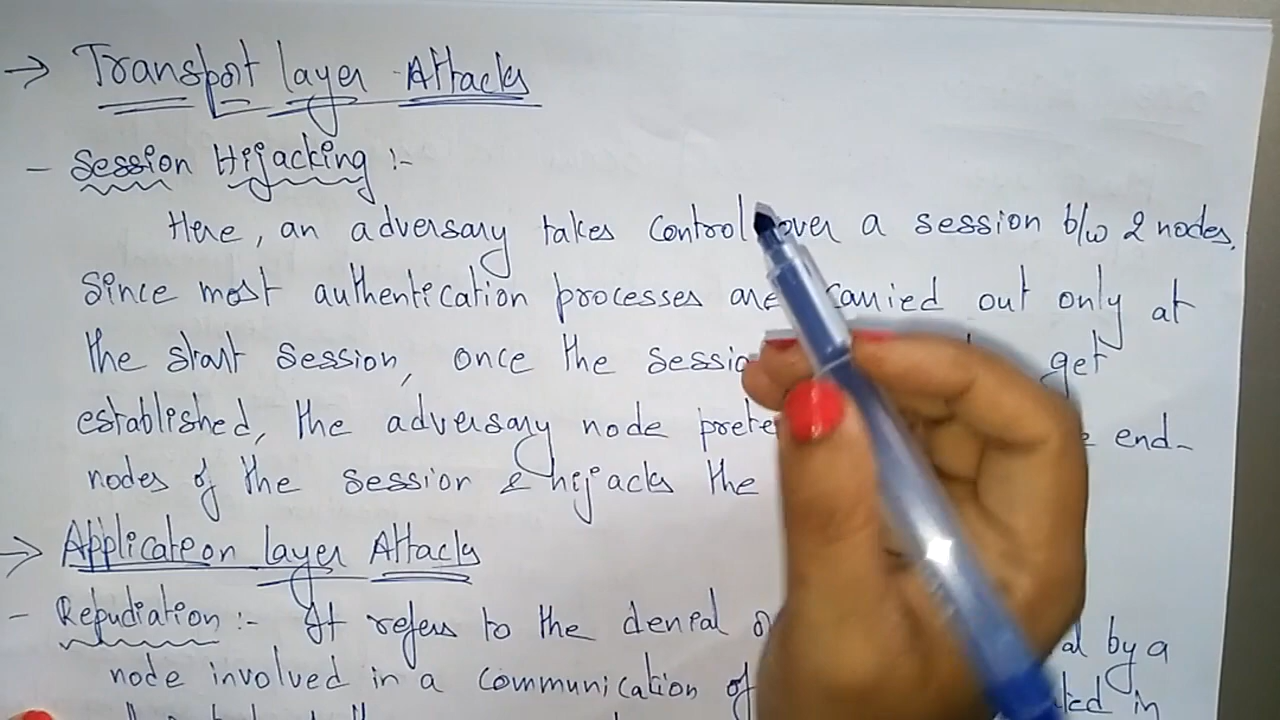 → Transport layer Attacks
- Session Hijacking :-
Here, an adversary takes control over a session b/w 2 nodes.
Since most authentication processes are carried out only at
the start session, once the get
established, the adversary node end-
nodes of the session & hijacks the
→ Application layer Attacks
- Repudiation :- It refers to the denial by a
node involved in a communication of in